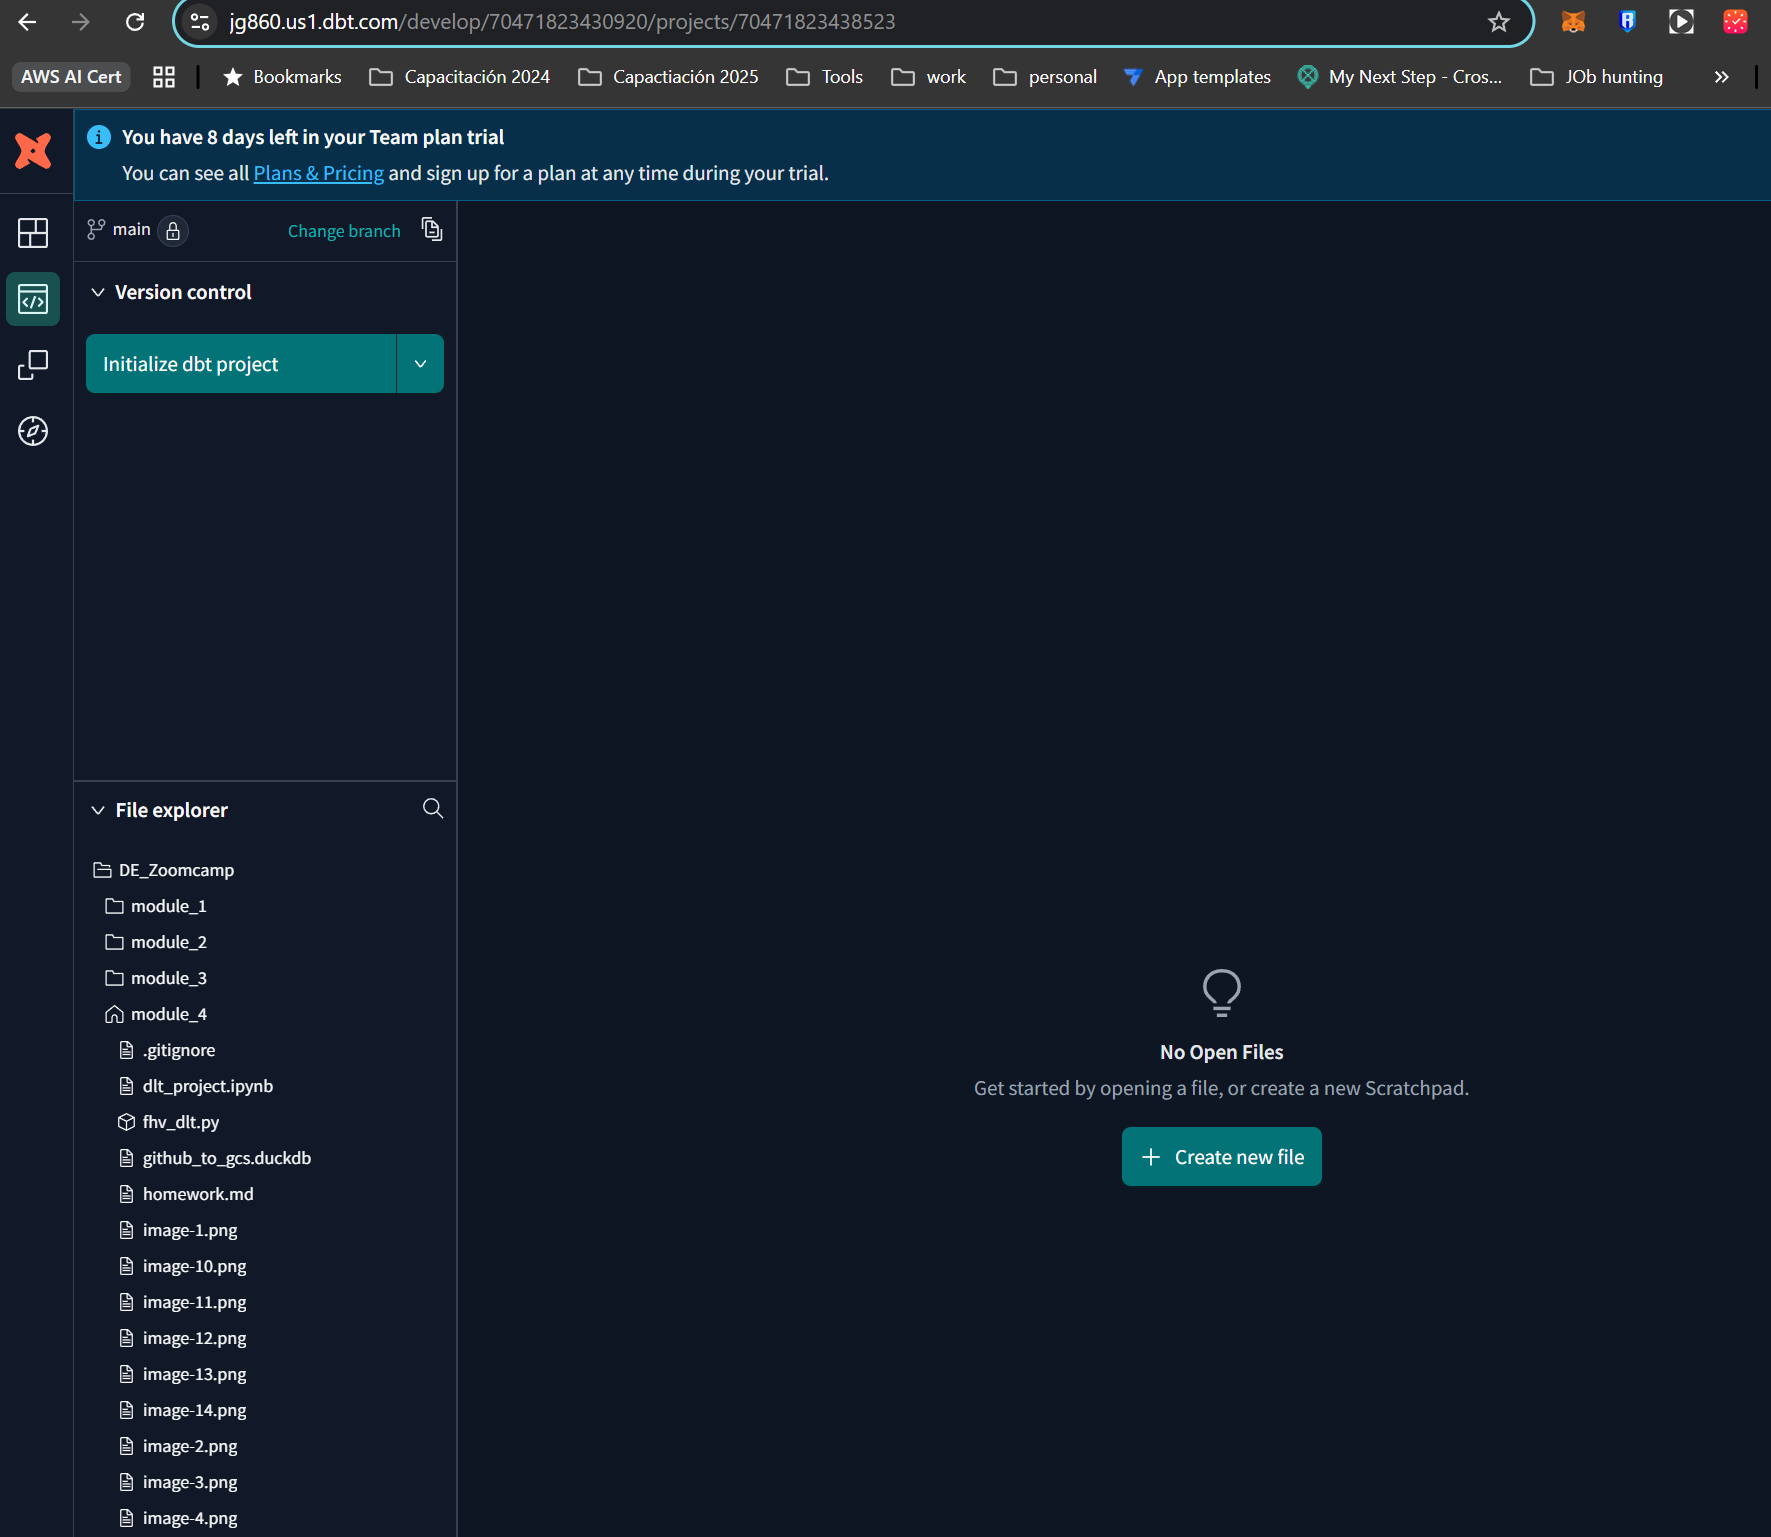 jg860.us1.dbt.com/develop/70471823430920/projects/70471823438523
AWS AI Cert
Bookmarks
Capacitación 2024
Capactiación 2025
Tools
work
personal
App templates
My Next Step - Cros...
JOb hunting
You have 8 days left in your Team plan trial
You can see all Plans & Pricing and sign up for a plan at any time during your trial.
main
Change branch
Version control
Initialize dbt project
File explorer
DE_Zoomcamp
module_1
module_2
module_3
module_4
.gitignore
dlt_project.ipynb
fhv_dlt.py
github_to_gcs.duckdb
homework.md
image-1.png
image-10.png
image-11.png
image-12.png
image-13.png
image-14.png
image-2.png
image-3.png
image-4.png
No Open Files
Get started by opening a file, or create a new Scratchpad.
Create new file